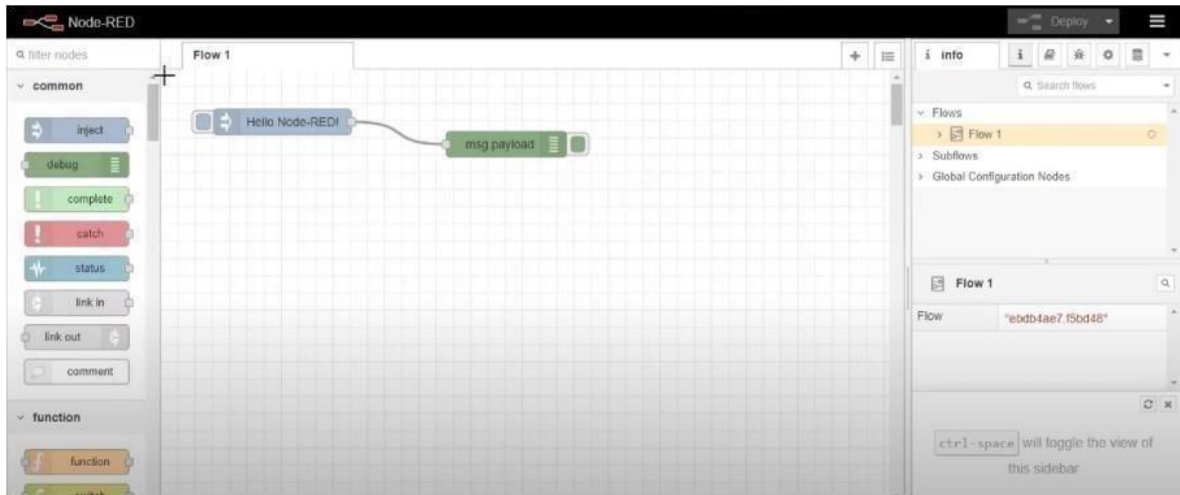 Node-RED
Deploy
filter nodes
Flow 1
i info
i
Search flows
common
inject
debug
complete
catch
status
link in
link out
comment
function
function
switch
Hello Node-RED!
msg payload
Flows
Flow 1
Subflows
Global Configuration Nodes
Flow 1
Flow
"ebdb4ae7.f5bd48"
ctrl-space will toggle the view of
this sidebar